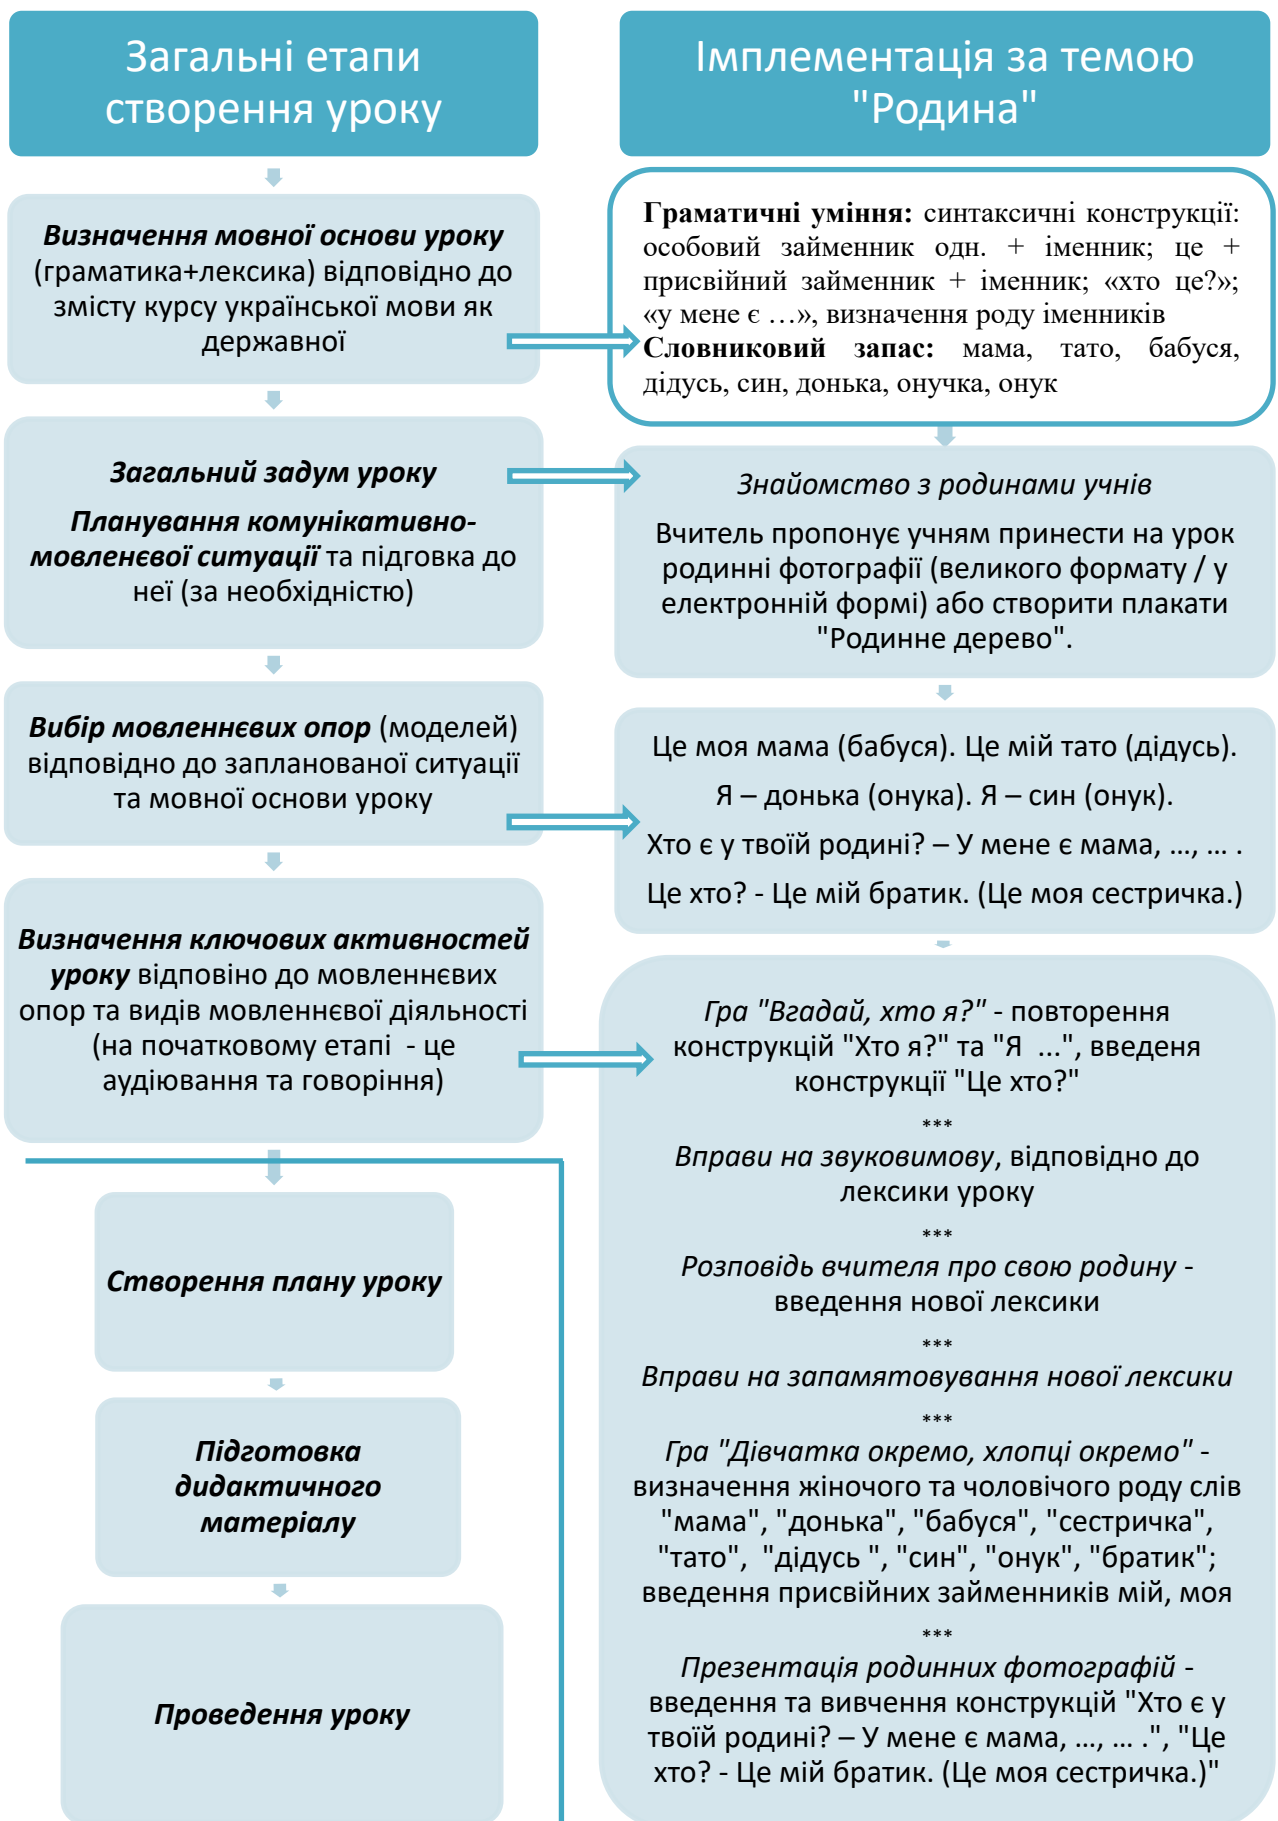 Загальні етапи
створення уроку
Визначення мовної основи уроку
(граматика+лексика) відповідно до
змісту курсу української мови як
державної
Загальний задум уроку
Планування комунікативно-
мовленєвої ситуації та підговка до
неї (за необхідністю)
Вибір мовленнєвих опор (моделей)
відповідно до запланованої ситуації
та мовної основи уроку
Визначення ключових активностей
уроку відповіно до мовленнєвих
опор та видів мовленнєвої діяльності
(на початковому етапі - це
аудіювання та говоріння)
Створення плану уроку
Підготовка
дидактичного
матеріалу
Проведення уроку
Імплементація за темою
"Родина"
Граматичні уміння: синтаксичні конструкції:
особовий займенник одн. + іменник; це +
присвійний займенник + іменник; «хто це?»;
«у мене є …», визначення роду іменників
Словниковий запас: мама, тато, бабуся,
дідусь, син, донька, онучка, онук
Знайомство з родинами учнів
Вчитель пропонує учням принести на урок
родинні фотографії (великого формату / у
електронній формі) або створити плакати
"Родинне дерево".
Це моя мама (бабуся). Це мій тато (дідусь).
Я – донька (онука). Я – син (онук).
Хто є у твоїй родині? – У мене є мама, …, … .
Це хто? - Це мій братик. (Це моя сестричка.)
Гра "Вгадай, хто я?" - повторення
конструкцій "Хто я?" та "Я ...", введеня
конструкції "Це хто?"
***
Вправи на звуковимову, відповідно до
лексики уроку
***
Розповідь вчителя про свою родину -
введення нової лексики
***
Вправи на запамятовування нової лексики
***
Гра "Дівчатка окремо, хлопці окремо" -
визначення жіночого та чоловічого роду слів
"мама", "донька", "бабуся", "сестричка",
"тато", "дідусь ", "син", "онук", "братик";
введення присвійних займенників мій, моя
***
Презентація родинних фотографій -
введення та вивчення конструкцій "Хто є у
твоїй родині? – У мене є мама, …, … .", "Це
хто? - Це мій братик. (Це моя сестричка.)"